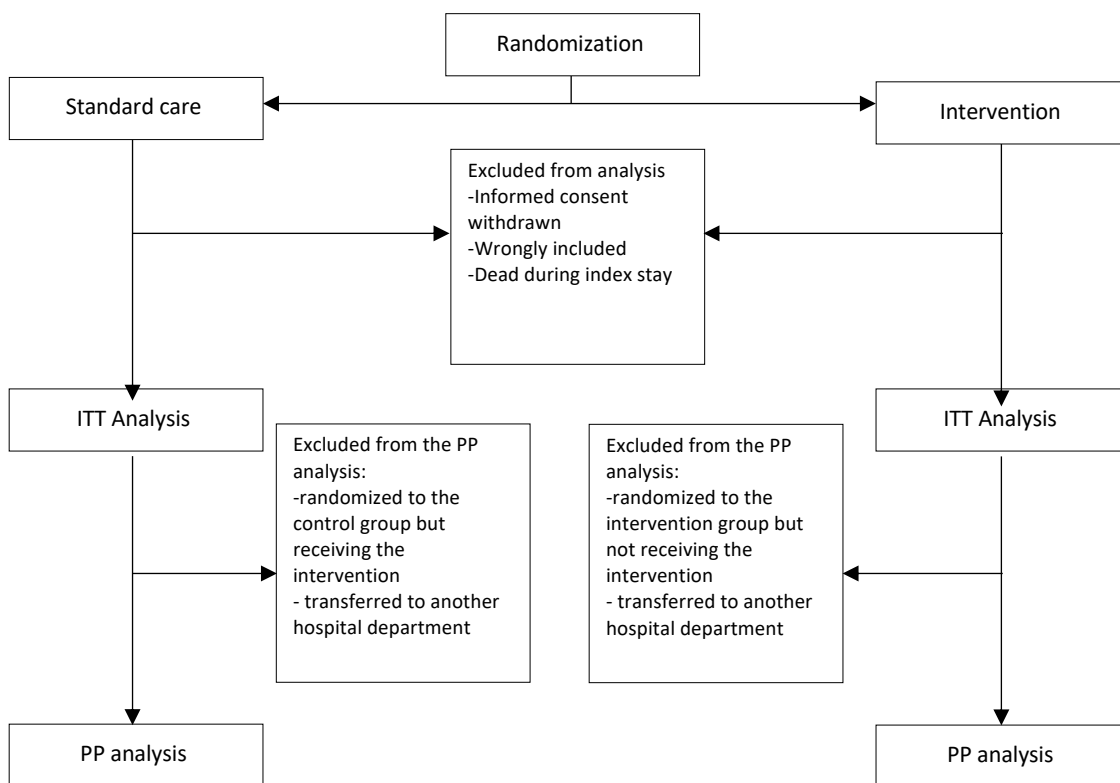 Randomization
Standard care
Intervention
Excluded from analysis
-Informed consent
withdrawn
-Wrongly included
-Dead during index stay
ITT Analysis
ITT Analysis
Excluded from the PP
analysis:
-randomized to the
control group but
receiving the
intervention
- transferred to another
hospital department
Excluded from the PP
analysis:
-randomized to the
intervention group but
not receiving the
intervention
- transferred to another
hospital department
PP analysis
PP analysis